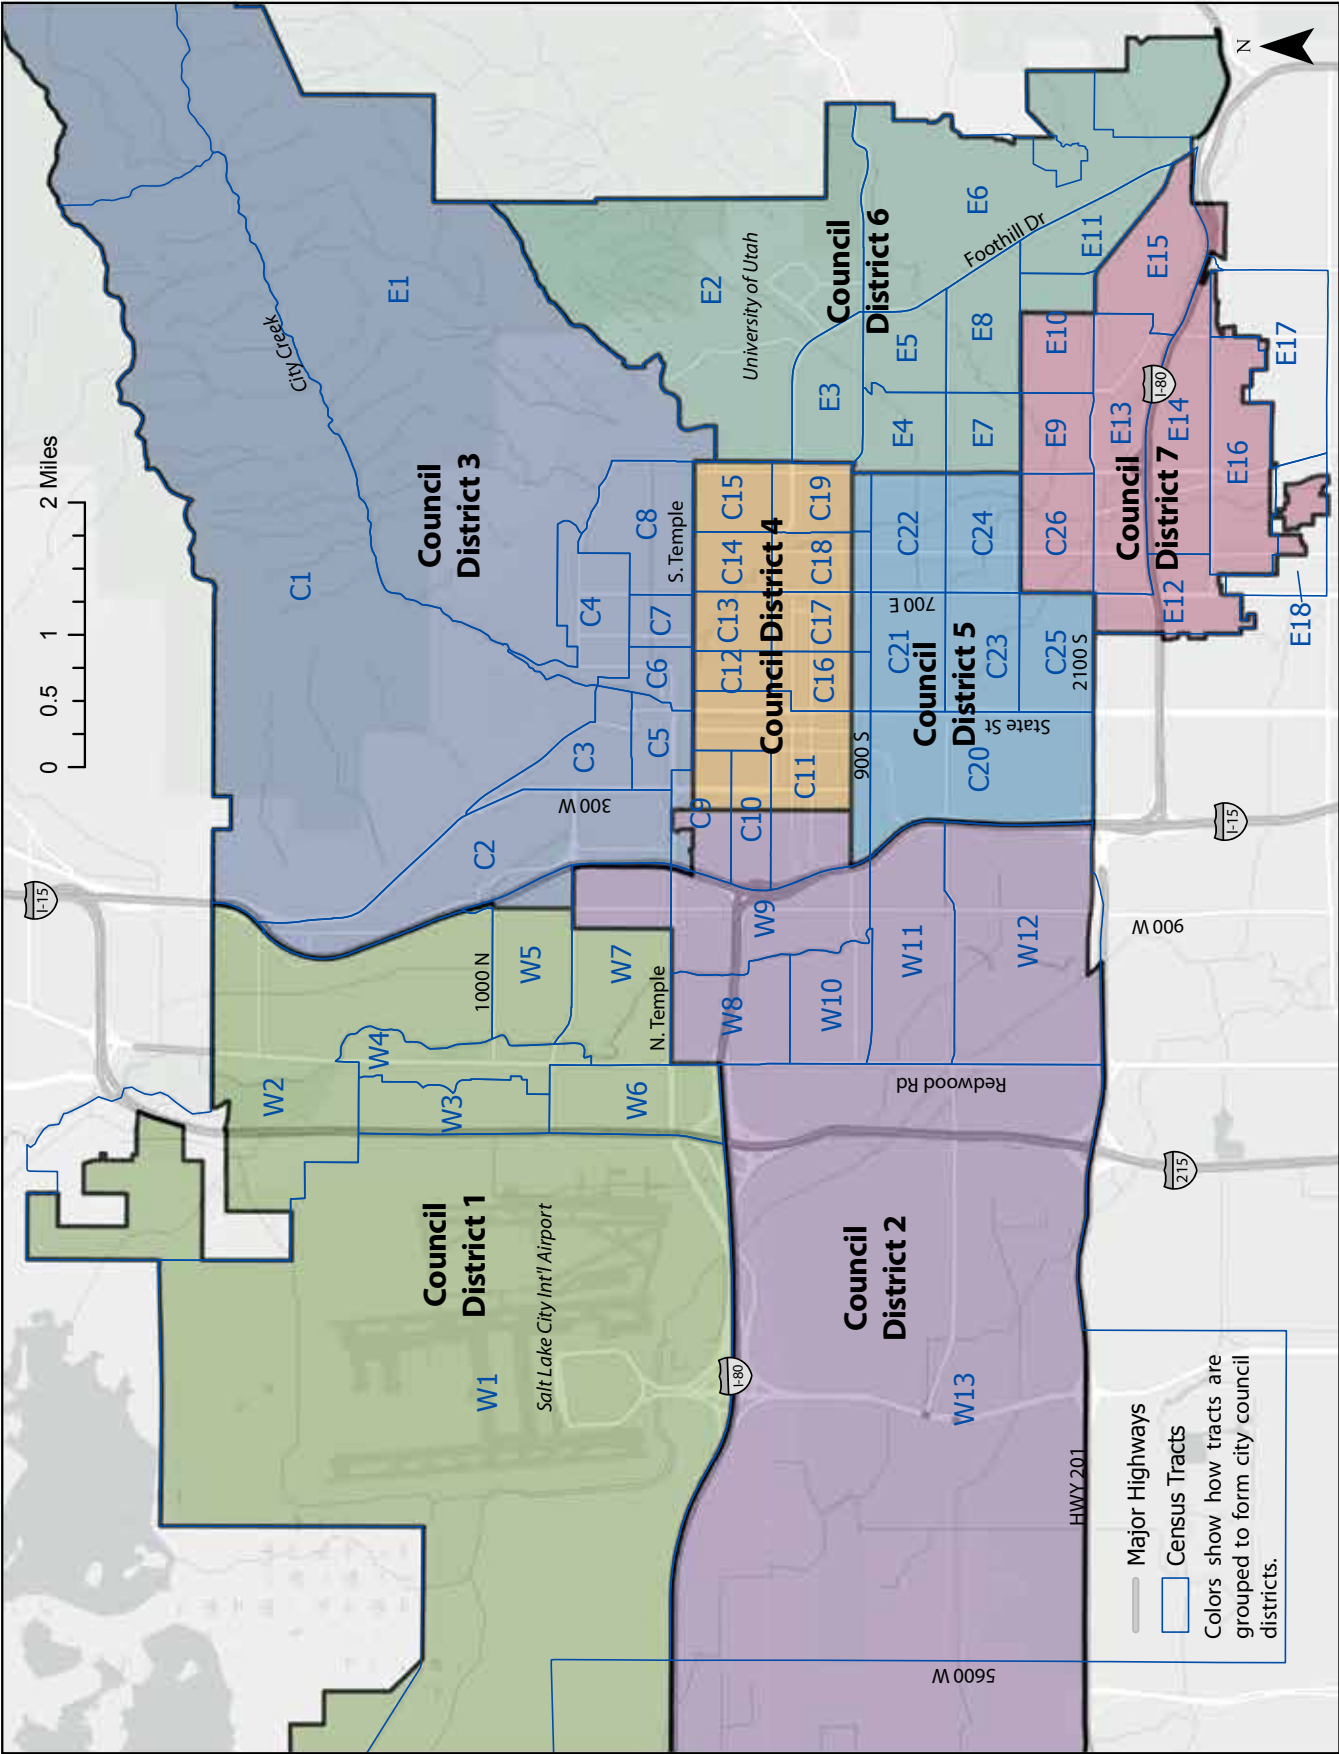 0 0.5 1 2 Miles
N
I-15
City Creek
C1
E1
Council
District 3
C2
C3
C4
C5
C6
C7
C8
300 W
S. Temple
W1
W2
W3
W4
W5
W6
W7
1000 N
N. Temple
Council
District 1
Salt Lake City Int'l Airport
E2
University of Utah
E3
Council
District 6
E4
E5
E6
E7
E8
Foothill Dr
E11
C9
C10
C11
C12
C13
C14
C15
C16
C17
C18
C19
Council District 4
900 S
700 E
C20
C21
C22
C23
C24
C25
Council
District 5
State St
2100 S
C26
E9
E10
E12
E13
E14
E15
E16
E17
E18
Council
District 7
I-80
W8
W9
W10
W11
W12
W13
Redwood Rd
Council
District 2
I-80
I-15
215
900 W
HWY 201
5600 W
Major Highways
Census Tracts
Colors show how tracts are
grouped to form city council
districts.